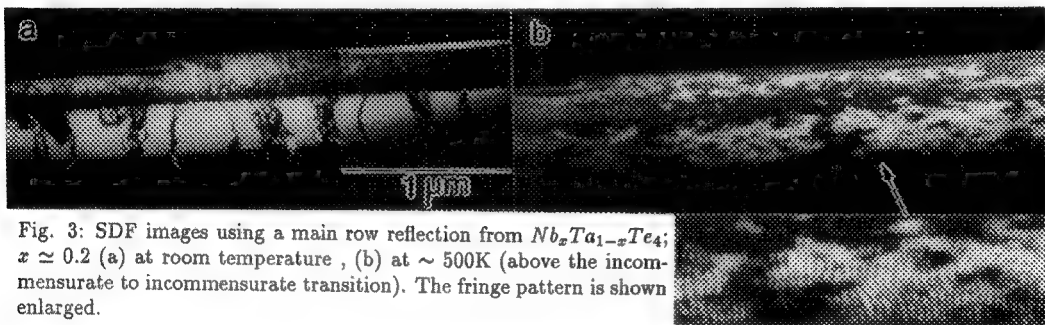 a
b
1 μm
Fig. 3: SDF images using a main row reflection from NbₓTa₁₋ₓTe₄;
x ≃ 0.2 (a) at room temperature , (b) at ~ 500K (above the incom-
mensurate to incommensurate transition). The fringe pattern is shown
enlarged.